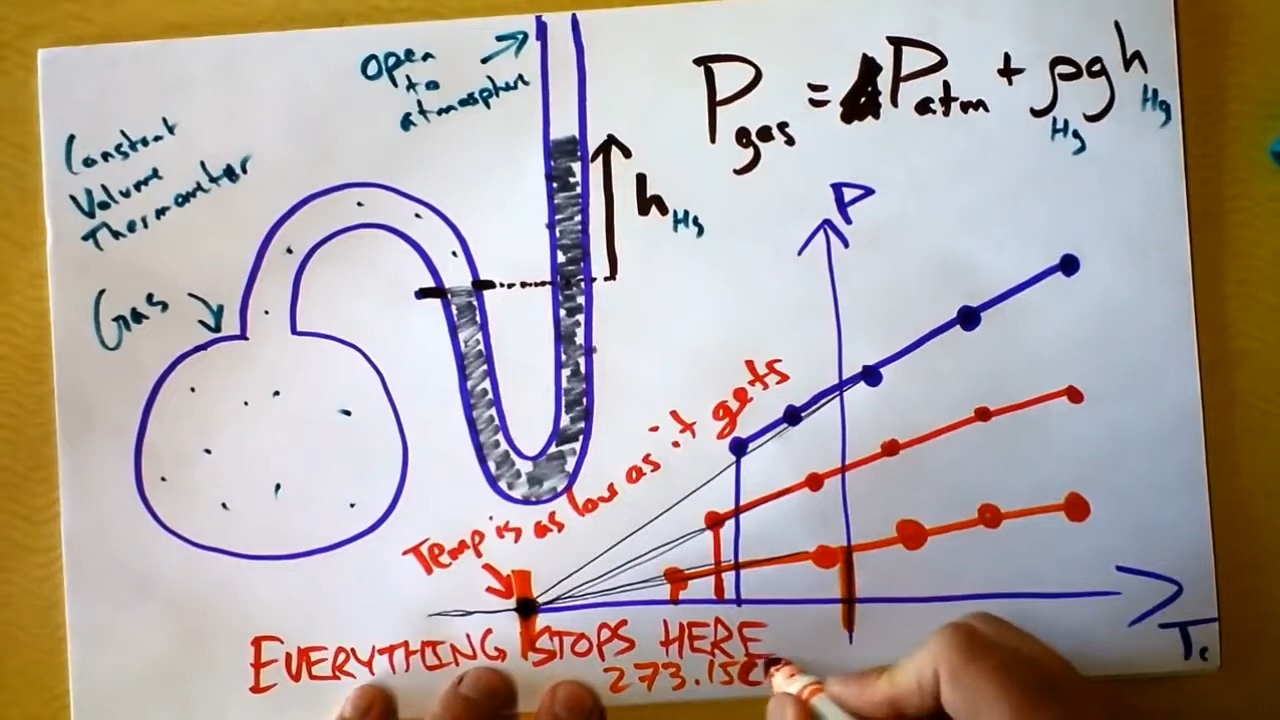 Open
to
atmosphere
Constant
Volume
Thermometer
Gas
hHg
Pgas = Patm + ρHg g hHg
P
Temp is as low as it gets
EVERYTHING STOPS HERE
273.15C
Tc